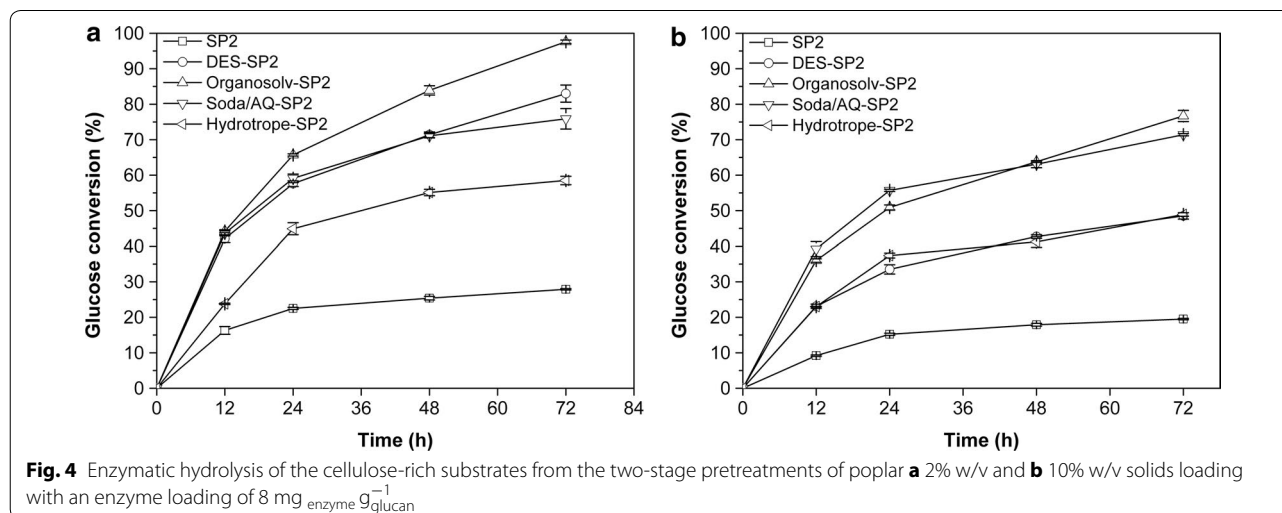 a
SP2
DES-SP2
Organosolv-SP2
Soda/AQ-SP2
Hydrotrope-SP2
Glucose conversion (%)
100
90
80
70
60
50
40
30
20
10
0
0 12 24 36 48 60 72 84
Time (h)
b
SP2
DES-SP2
Organosolv-SP2
Soda/AQ-SP2
Hydrotrope-SP2
Glucose conversion (%)
100
90
80
70
60
50
40
30
20
10
0
0 12 24 36 48 60 72
Time (h)
Fig. 4 Enzymatic hydrolysis of the cellulose-rich substrates from the two-stage pretreatments of poplar a 2% w/v and b 10% w/v solids loading
with an enzyme loading of 8 mg enzyme g−1 glucan